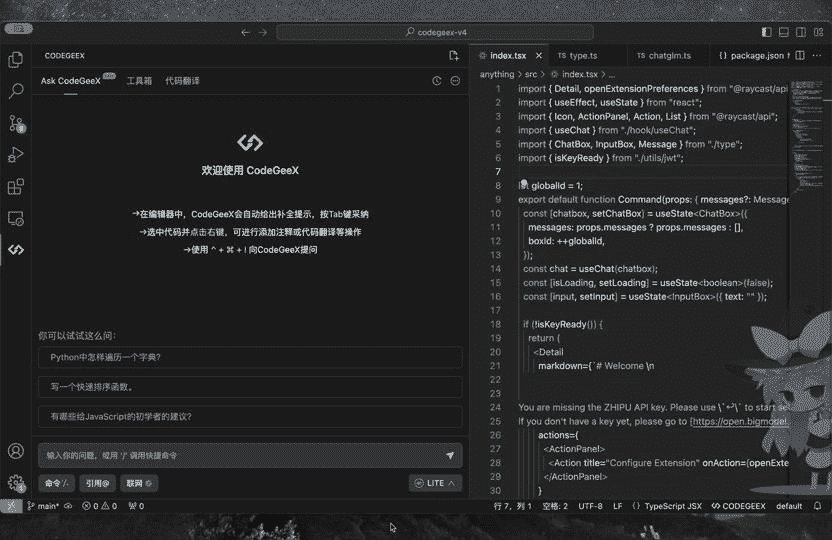 codegeex-v4
CODEGEEX
Ask CodeGeeX
工具箱
代码翻译
欢迎使用 CodeGeeX
→在编辑器中，CodeGeeX会自动给出补全提示，按Tab键采纳
→选中代码并点击右键，可进行添加注释或代码翻译等操作
→使用 ^ + ⌘ + I 向CodeGeeX提问
你可以试试这么问：
Python中怎样遍历一个字典？
写一个快速排序函数。
有哪些给JavaScript的初学者的建议？
输入你的问题，或用 '/' 调用快捷命令
命令/.
引用@
联网
LITE
index.tsx
TS type.ts
TS chatglm.ts
{} package.json
anything > src > index.tsx > ...
1 import { Detail, openExtensionPreferences } from "@raycast/api";
2 import { useEffect, useState } from "react";
3 import { Icon, ActionPanel, Action, List } from "@raycast/api";
4 import { useChat } from "./hook/useChat";
5 import { ChatBox, InputBox, Message } from "./type";
6 import { isKeyReady } from "./utils/jwt";
7
8 globalId = 1;
9 export default function Command(props: { messages?: Message
10 const [chatbox, setChatBox] = useState<ChatBox>({
11 messages: props.messages ? props.messages : [],
12 boxId: ++globalId,
13 });
14 const chat = useChat(chatbox);
15 const [isLoading, setLoading] = useState<boolean>(false);
16 const [input, setInput] = useState<InputBox>({ text: "" });
17
18 if (!isKeyReady()) {
19 return (
20 <Detail
21 markdown={`# Welcome \n
22
23
24 You are missing the ZHIPU API key. Please use \`↩\` to start se
25 If you don't have a key yet, please go to [https://open.bigmodel.
26 actions={
27 <ActionPanel>
28 <Action title="Configure Extension" onAction={openExte
29 </ActionPanel>
30 }
main*
0 0
0
行 7, 列 1
空格: 2
UTF-8
LF
{} TypeScript JSX
CODEGEEX
default